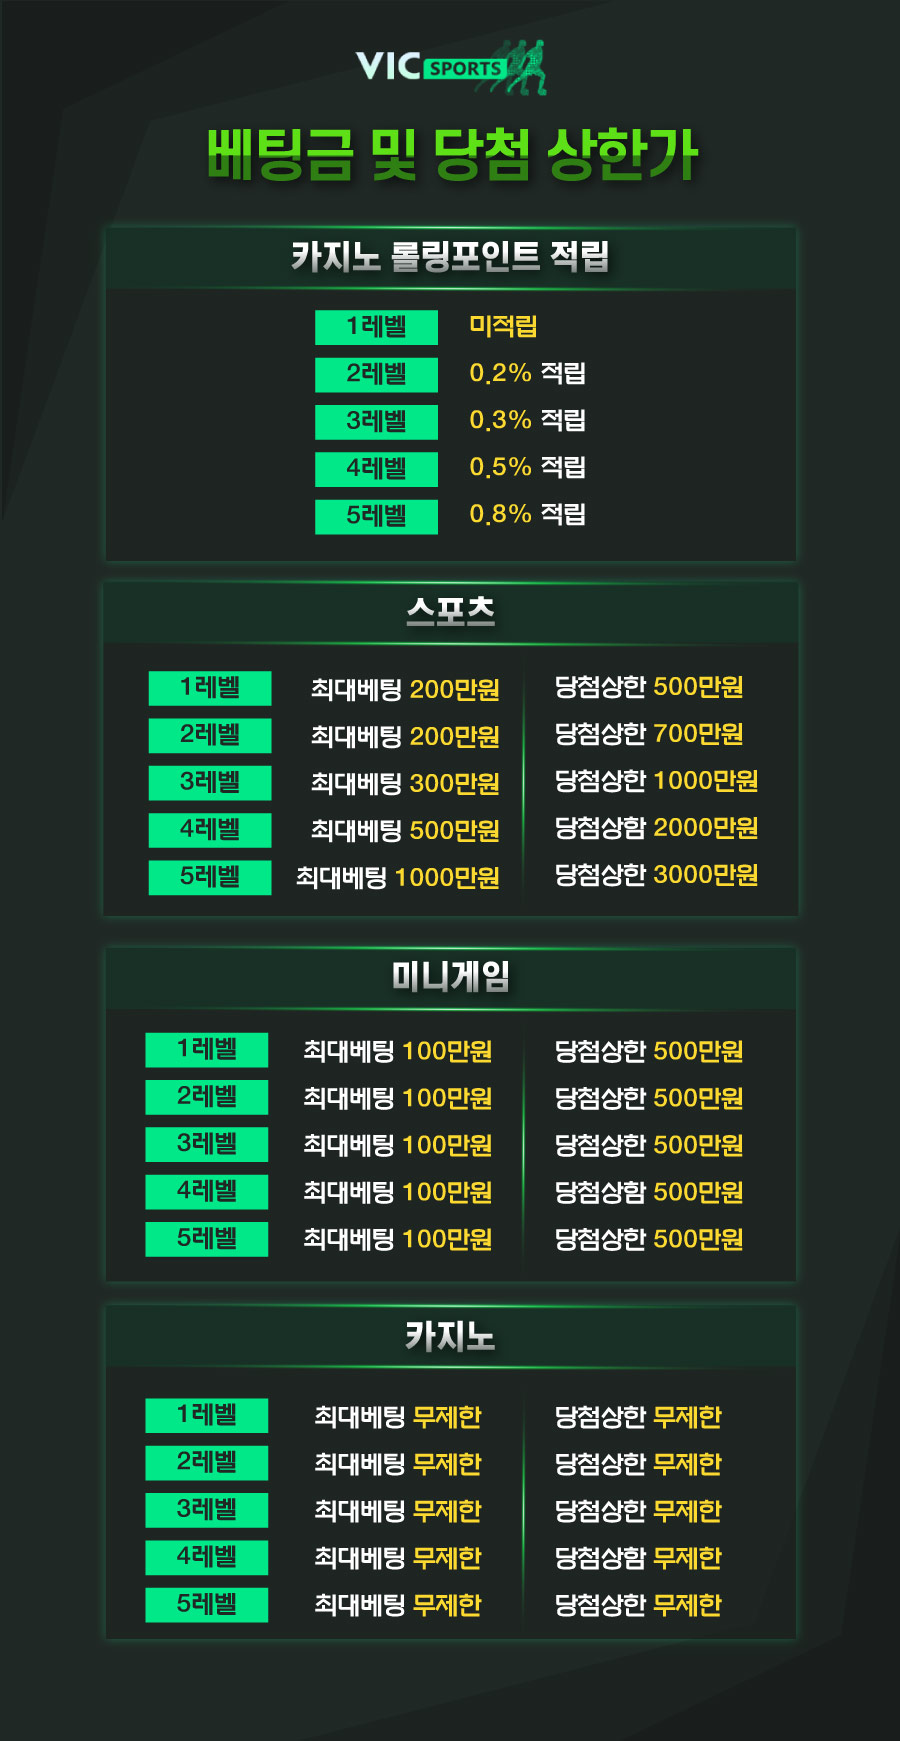 VIC SPORTS
베팅금 및 당첨 상한가
카지노 롤링포인트 적립
1레벨 미적립
2레벨 0.2% 적립
3레벨 0.3% 적립
4레벨 0.5% 적립
5레벨 0.8% 적립
스포츠
1레벨 최대베팅 200만원 당첨상한 500만원
2레벨 최대베팅 200만원 당첨상한 700만원
3레벨 최대베팅 300만원 당첨상한 1000만원
4레벨 최대베팅 500만원 당첨상함 2000만원
5레벨 최대베팅 1000만원 당첨상한 3000만원
미니게임
1레벨 최대베팅 100만원 당첨상한 500만원
2레벨 최대베팅 100만원 당첨상한 500만원
3레벨 최대베팅 100만원 당첨상한 500만원
4레벨 최대베팅 100만원 당첨상함 500만원
5레벨 최대베팅 100만원 당첨상한 500만원
카지노
1레벨 최대베팅 무제한 당첨상한 무제한
2레벨 최대베팅 무제한 당첨상한 무제한
3레벨 최대베팅 무제한 당첨상한 무제한
4레벨 최대베팅 무제한 당첨상함 무제한
5레벨 최대베팅 무제한 당첨상한 무제한